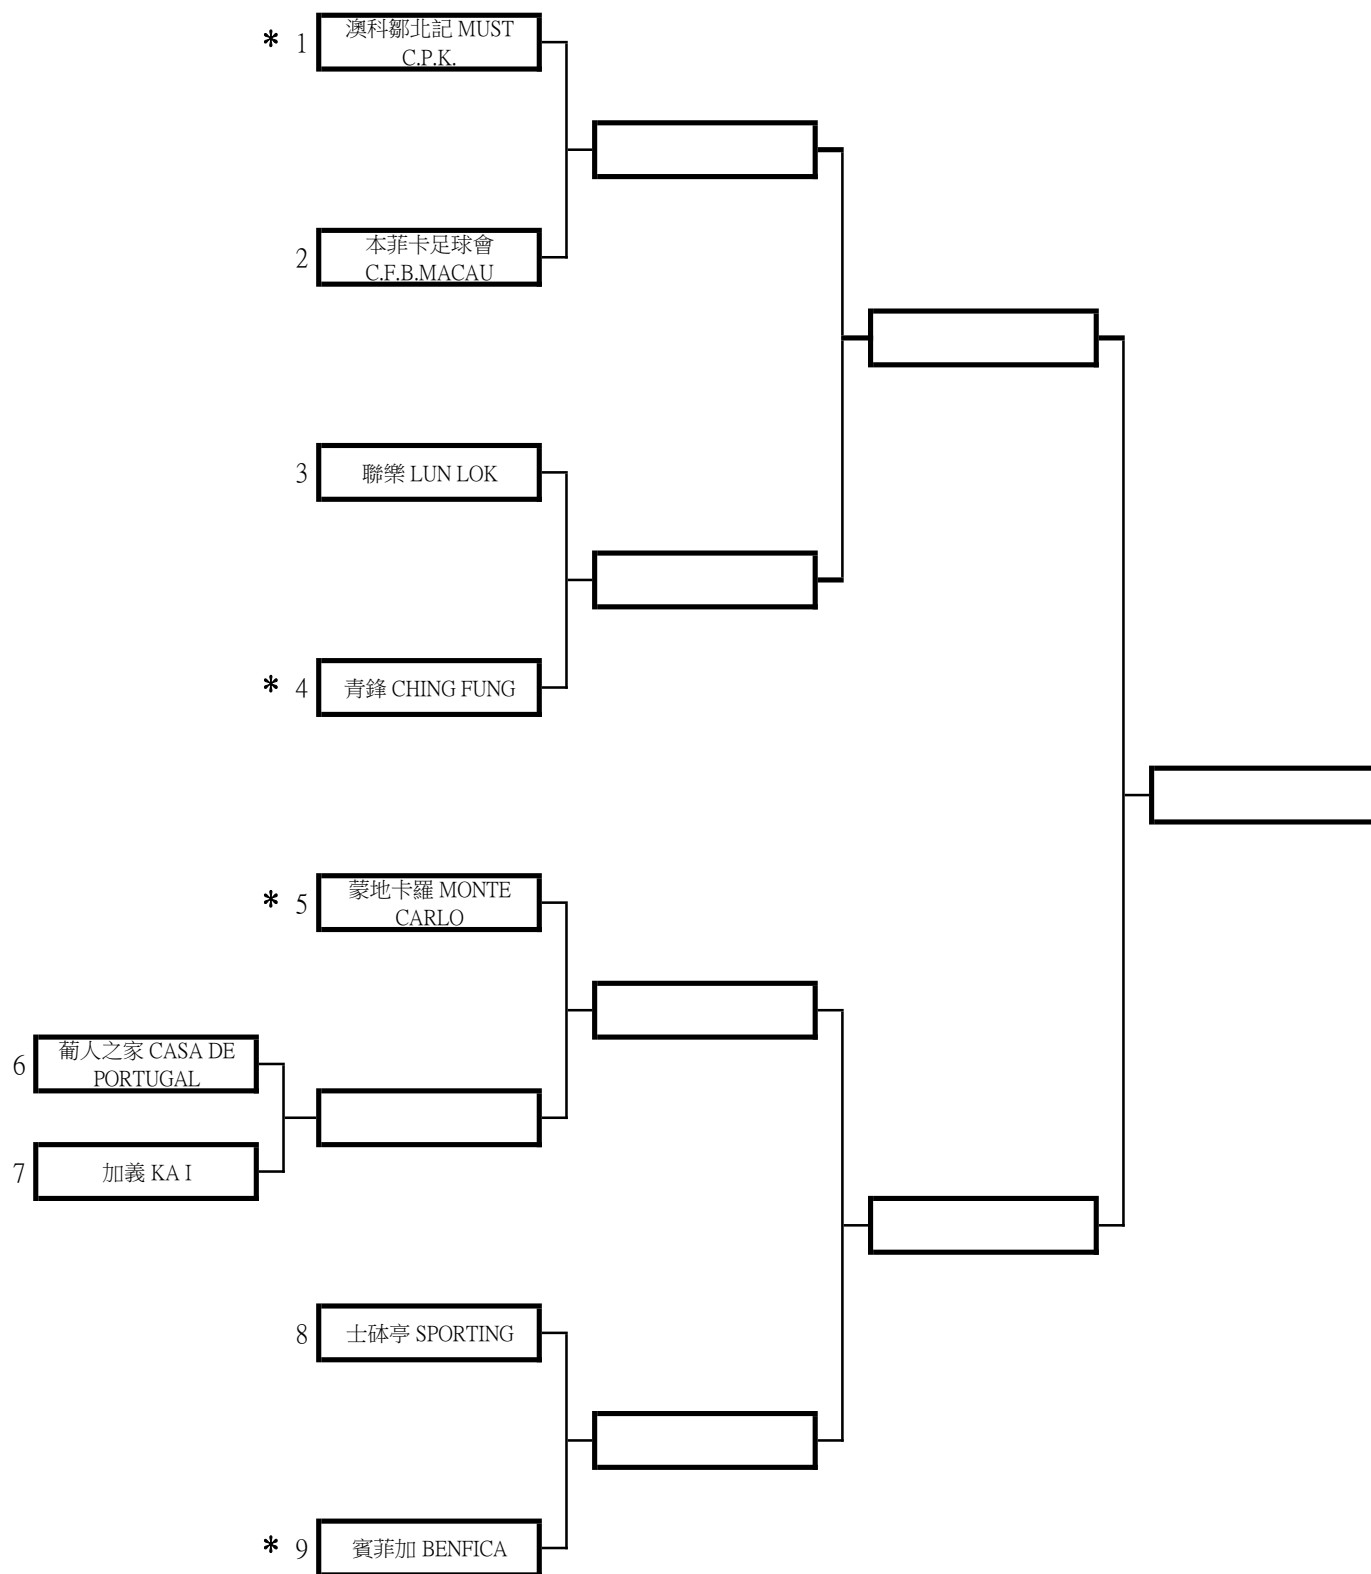 * 1
澳科鄒北記 MUST
C.P.K.
2
本菲卡足球會
C.F.B.MACAU
3
聯樂 LUN LOK
* 4
青鋒 CHING FUNG
* 5
蒙地卡羅 MONTE
CARLO
6
葡人之家 CASA DE
PORTUGAL
7
加義 KA I
8
士砵亭 SPORTING
* 9
賓菲加 BENFICA